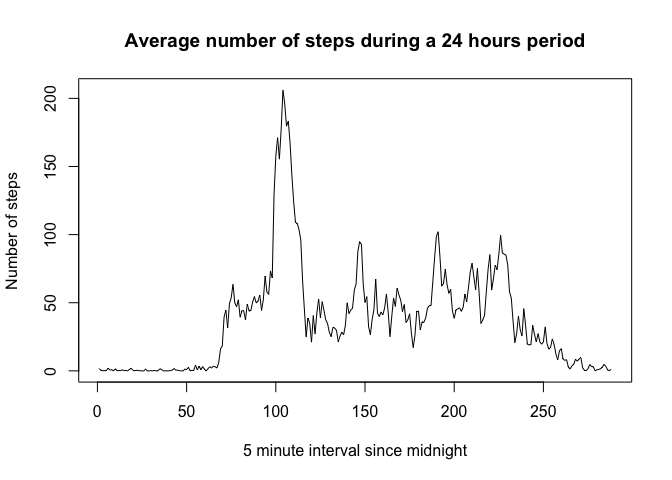 Average number of steps during a 24 hours period
Number of steps
200
150
100
50
0
0 50 100 150 200 250
5 minute interval since midnight